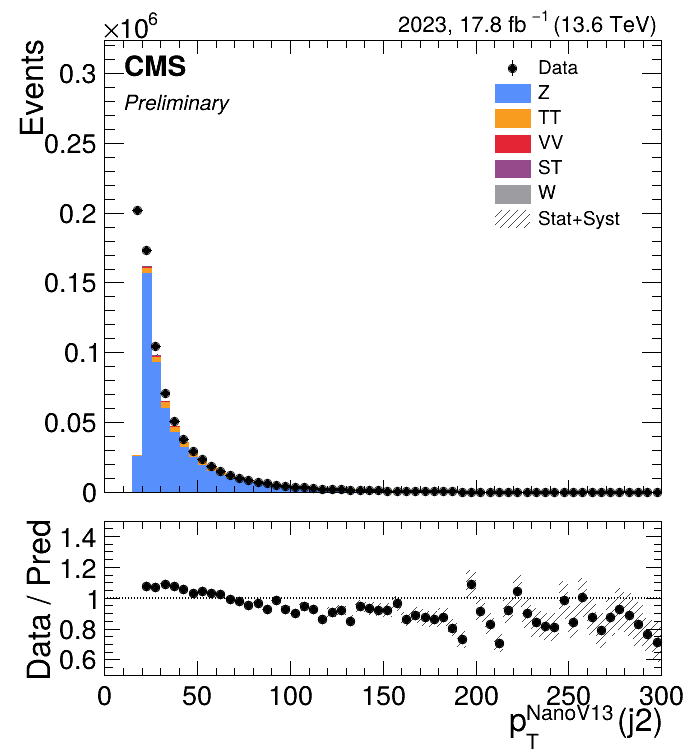 ×10⁶
2023, 17.8 fb⁻¹ (13.6 TeV)
Events
CMS
Preliminary
Data
Z
TT
VV
ST
W
Stat+Syst
0.3
0.25
0.2
0.15
0.1
0.05
0
Data / Pred
1.4
1.2
1
0.8
0.6
0 50 100 150 200 250 300
p_T^NanoV13 (j2)